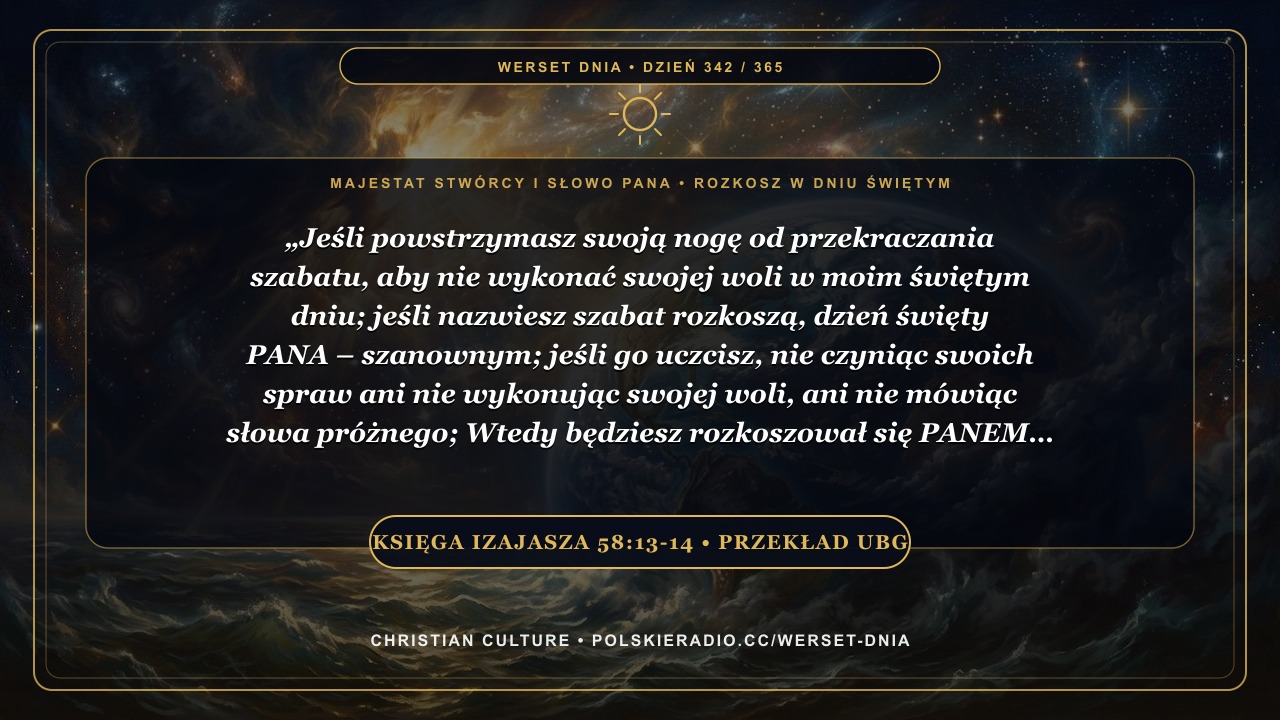 WERSET DNIA • DZIEŃ 342 / 365
MAJESTAT STWÓRCY I SŁOWO PANA • ROZKOSZ W DNIU ŚWIĘTYM
„Jeśli powstrzymasz swoją nogę od przekraczania
szabatu, aby nie wykonać swojej woli w moim świętym
dniu; jeśli nazwiesz szabat rozkoszą, dzień święty
PANA – szanownym; jeśli go uczcisz, nie czyniąc swoich
spraw ani nie wykonując swojej woli, ani nie mówiąc
słowa próżnego; Wtedy będziesz rozkoszował się PANEM...
KSIĘGA IZAJASZA 58:13-14 • PRZEKŁAD UBG
CHRISTIAN CULTURE • POLSKIERADIO.CC/WERSET-DNIA